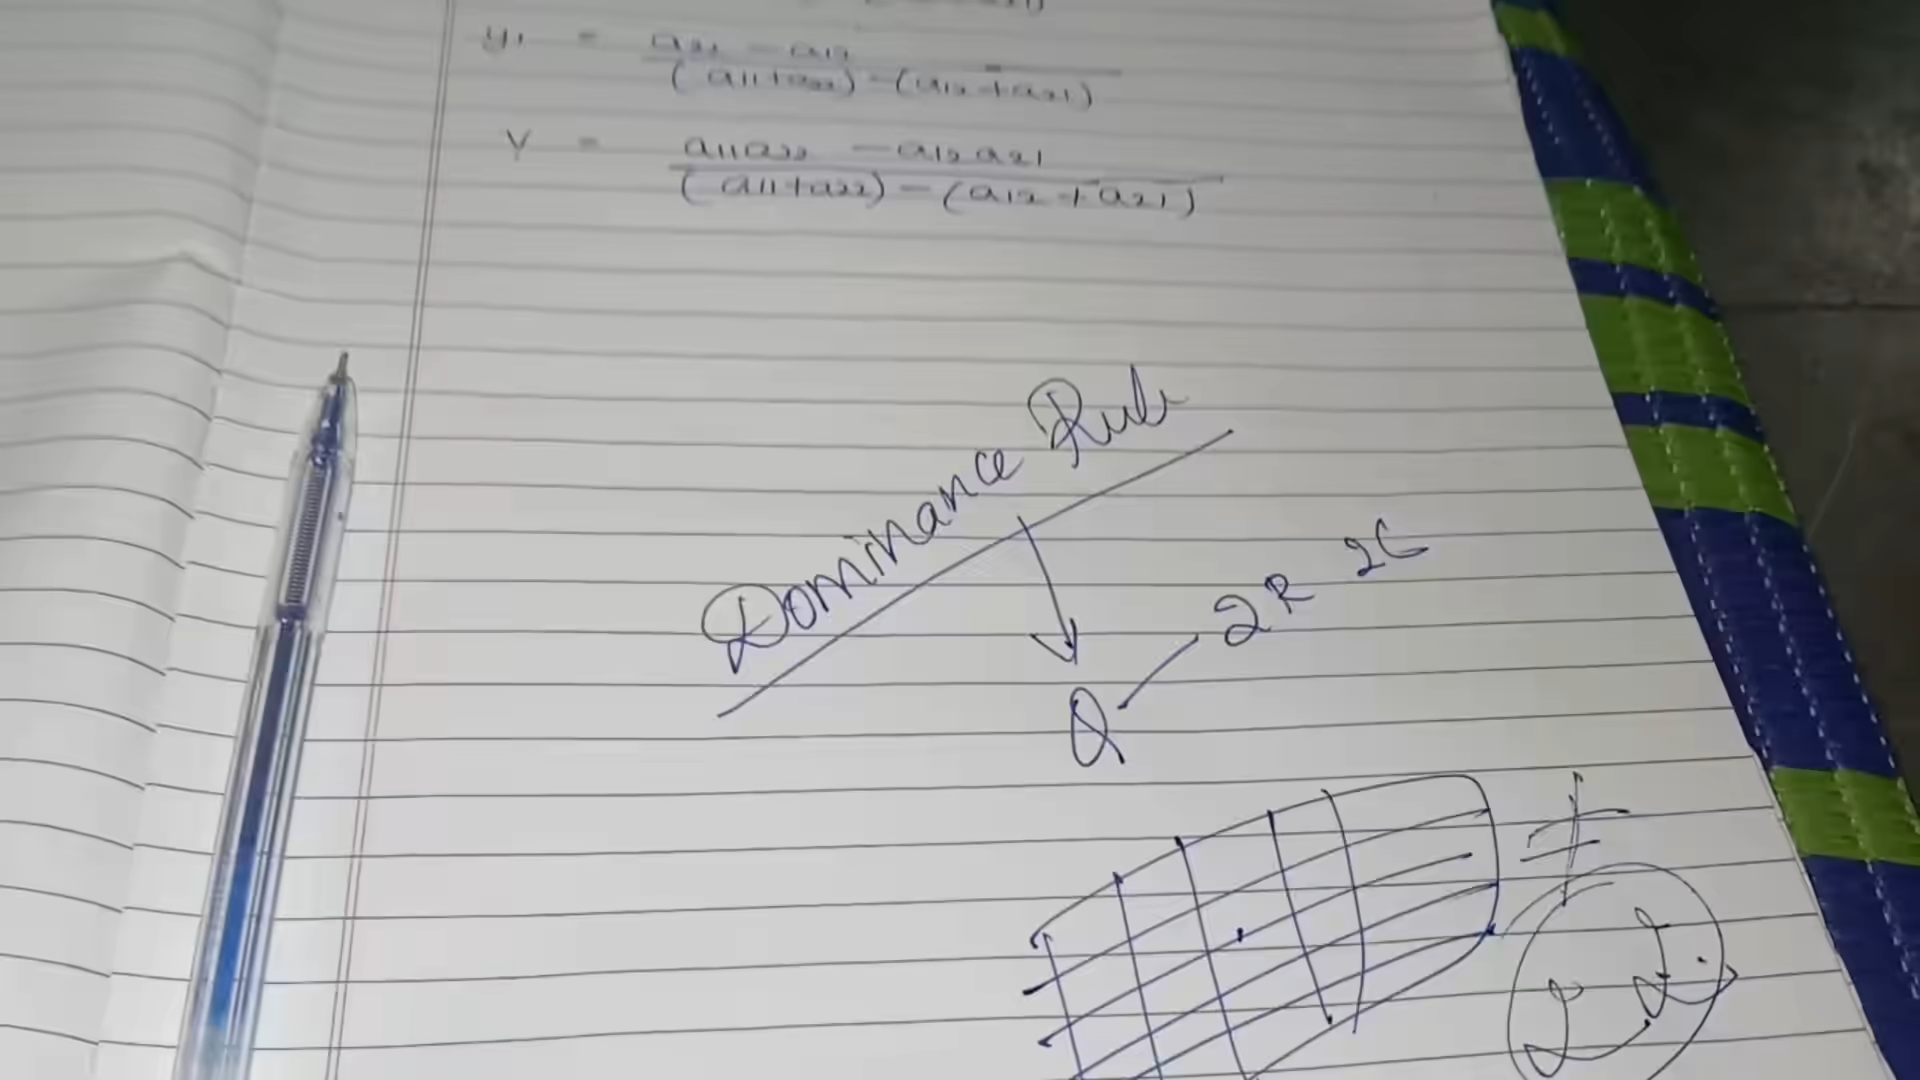 y1 = a22 - a12
(a11+a22) - (a12+a21)
V = a11a22 - a12a21
(a11+a22) - (a12+a21)
Dominance Rule
Q 2R 2C